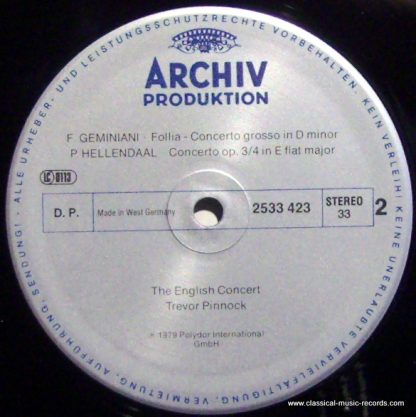 ALLE URHEBER- UND LEISTUNGSSCHUTZRECHTE VORBEHALTEN · KEIN VERLEIH! KEINE UNERLAUBTE VERVIELFÄLTIGUNG, VERMIETUNG, AUFFÜHRUNG, SENDUNG!
ARCHIV
PRODUKTION
F. GEMINIANI · Follia - Concerto grosso in D minor
P. HELLENDAAL Concerto op. 3/4 in E flat major
LC 0113
D. P. Made in West Germany 2533 423 STEREO 33 2
The English Concert
Trevor Pinnock
℗ 1979 Polydor International
GmbH
www.classical-music-records.com